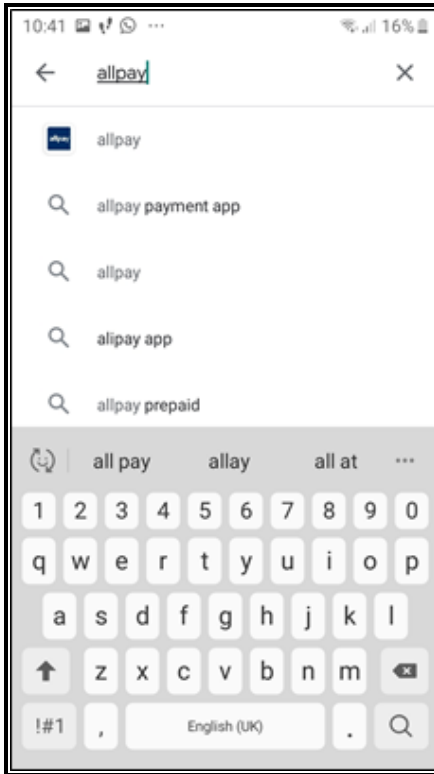 10:41 16%
allpay
allpay
allpay
allpay payment app
allpay
alipay app
allpay prepaid
all pay allay all at
1 2 3 4 5 6 7 8 9 0
q w e r t y u i o p
a s d f g h j k l
z x c v b n m
!#1 , English (UK) .